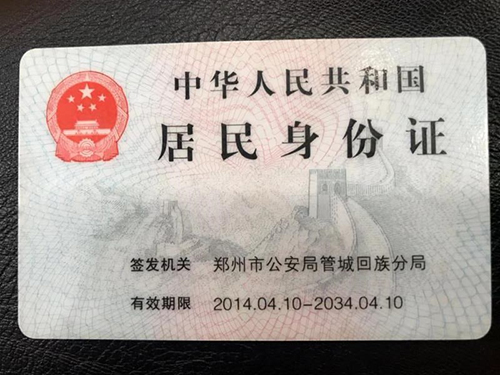 中华人民共和国
居民身份证
签发机关 郑州市公安局管城回族分局
有效期限 2014.04.10-2034.04.10